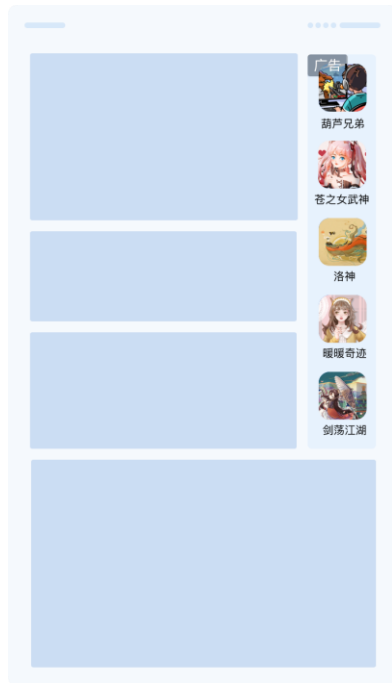 广告
葫芦兄弟
苍之女武神
洛神
暖暖奇迹
剑荡江湖